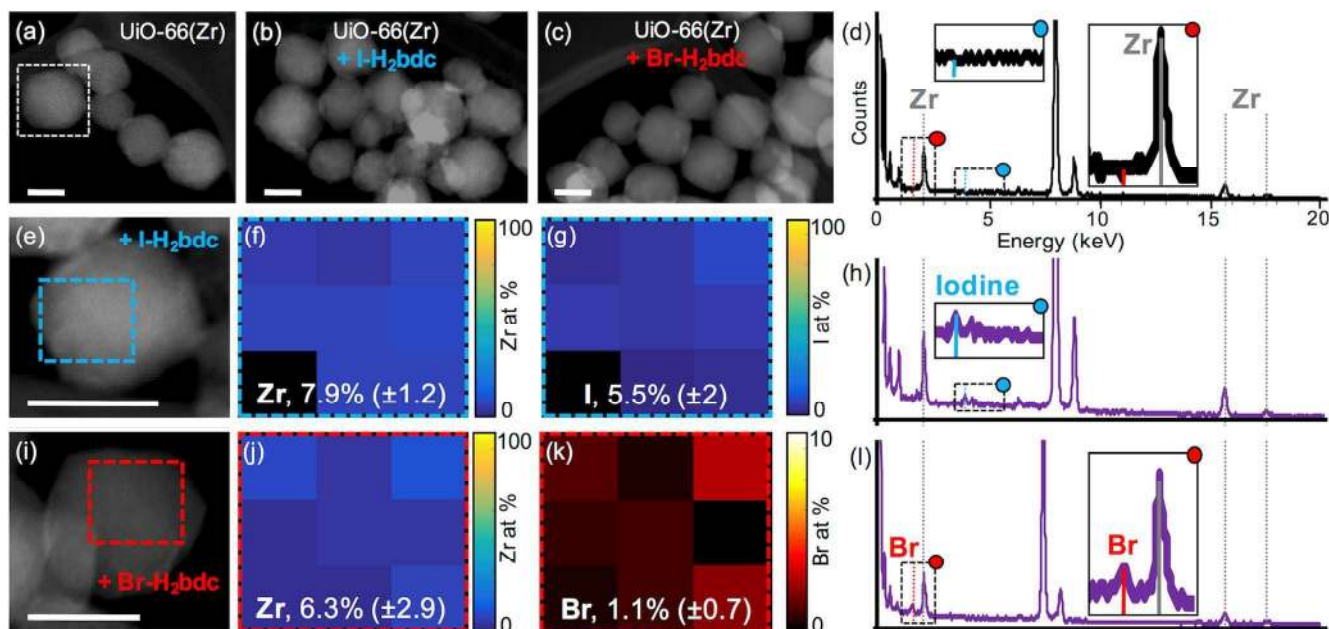 (a) UiO-66(Zr)
(b) UiO-66(Zr)
+ I-H₂bdc
(c) UiO-66(Zr)
+ Br-H₂bdc
(d)
Counts
Zr
Zr
Zr
0 5 10 15 20
Energy (keV)
(e) + I-H₂bdc
(f)
Zr, 7.9% (±1.2)
100
Zr at %
0
(g)
I, 5.5% (±2)
100
I at %
0
(h)
Iodine
(i)
+ Br-H₂bdc
(j)
Zr, 6.3% (±2.9)
100
Zr at %
0
(k)
Br, 1.1% (±0.7)
10
Br at %
0
(l)
Br
Br